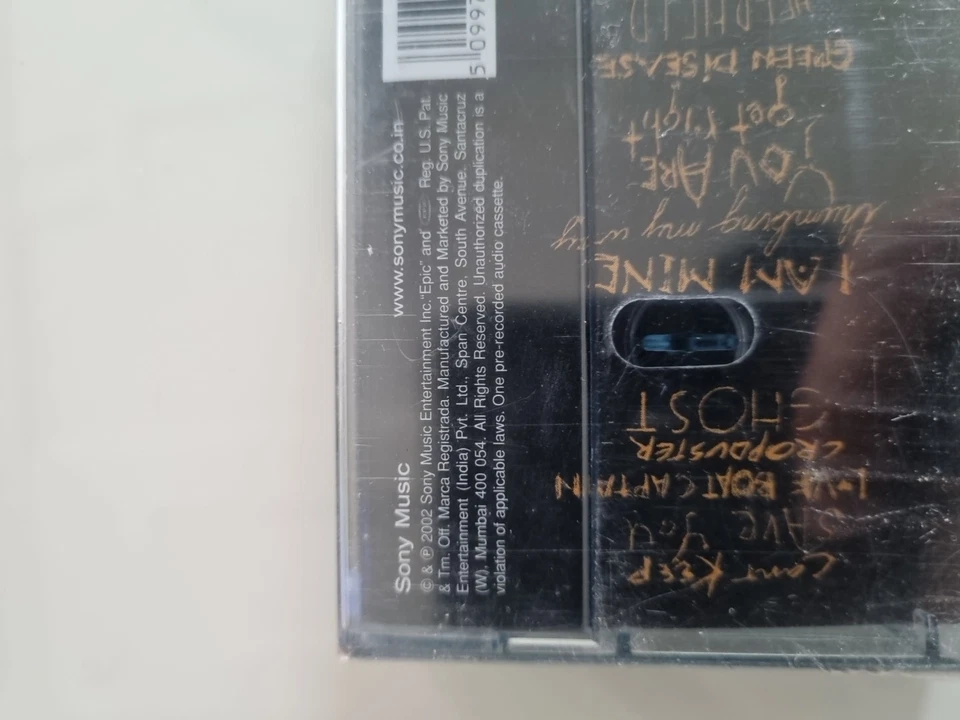 Sony Music www.sonymusic.co.in
© & ℗ 2002 Sony Music Entertainment Inc. "Epic" and Reg. U.S. Pat.
& Tm. Off. Marca Registrada. Manufactured and Marketed by Sony Music
Entertainment (India) Pvt. Ltd., Span Centre, South Avenue, Santacruz
(W), Mumbai 400 054. All Rights Reserved. Unauthorized duplication is a
violation of applicable laws. One pre-recorded audio cassette.
5 0997
Cant KEEP
SAVE YOU
LOVE BOAT CAPTAIN
CROPDUSTER
GHOST
I AM MINE
thumbing my way
YOU ARE
get right
GREEN DISEASE